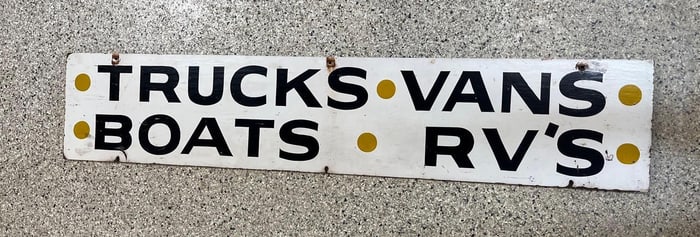 •TRUCKS•VANS•
•BOATS • RV'S•